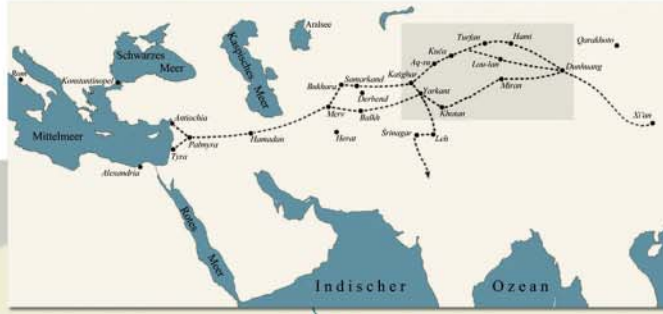 Aralsee
Schwarzes
Meer
Kaspisches
Meer
Turfan
Hami
Qarakhoto
Rom
Konstantinopel
Kuča
Aq-su
Lou-lan
Dunhuang
Bukhara
Samarkand
Kašghar
Derbend
Yarkant
Miran
Antiochia
Merv
Balkh
Khotan
Xi'an
Mittelmeer
Palmyra
Hamadan
Herat
Srinagar
Leh
Tyra
Alexandria
Rotes
Meer
Indischer
Ozean